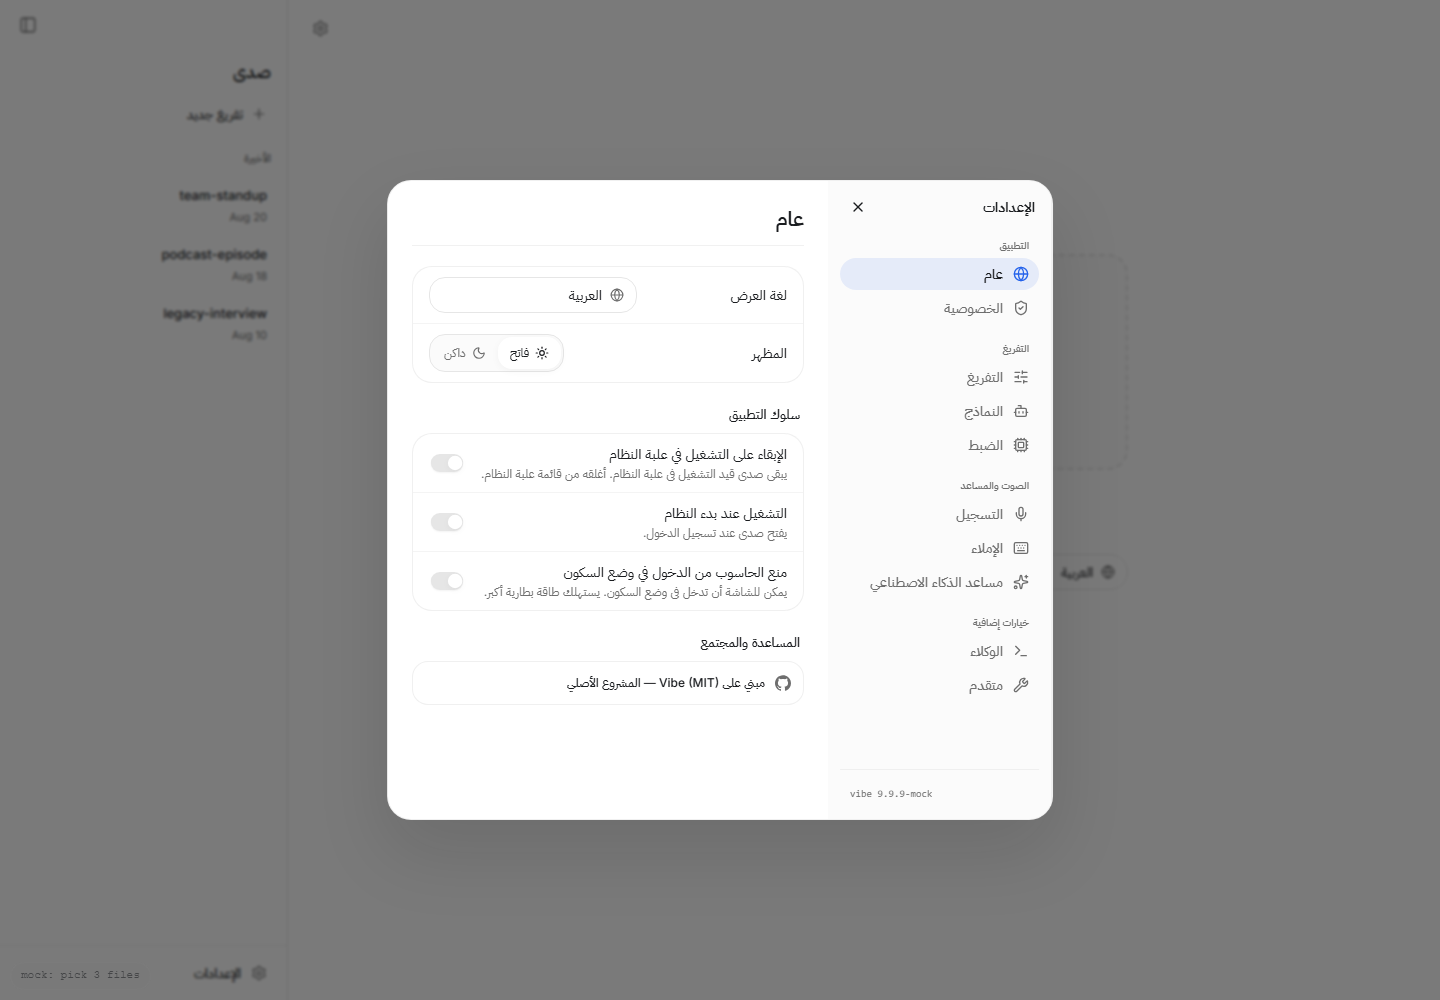 صدى
تفريغ جديد
الأخيرة
team-standup
Aug 20
podcast-episode
Aug 18
legacy-interview
Aug 10
الإعدادات
mock: pick 3 files
العربية
الإعدادات
التطبيق
عام
الخصوصية
التفريغ
التفريغ
النماذج
الضبط
الصوت والمساعد
التسجيل
الإملاء
مساعد الذكاء الاصطناعي
خيارات إضافية
الوكلاء
متقدم
vibe 9.9.9-mock
عام
لغة العرض
العربية
المظهر
فاتح
داكن
سلوك التطبيق
الإبقاء على التشغيل في علبة النظام
يبقى صدى قيد التشغيل في علبة النظام. أغلقه من قائمة علبة النظام.
التشغيل عند بدء النظام
يفتح صدى عند تسجيل الدخول.
منع الحاسوب من الدخول في وضع السكون
يمكن للشاشة أن تدخل في وضع السكون. يستهلك طاقة بطارية أكبر.
المساعدة والمجتمع
مبني على Vibe (MIT) — المشروع الأصلي